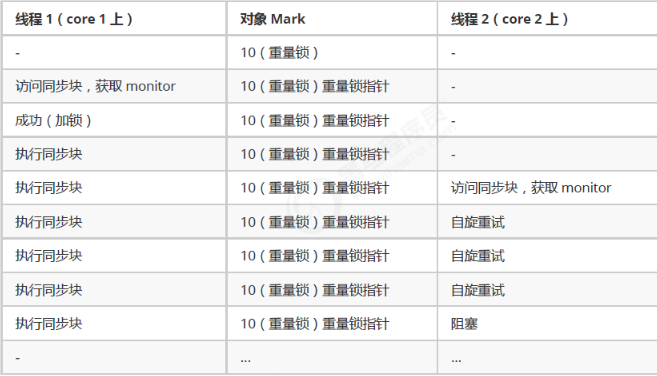 线程 1（core 1 上） 对象 Mark 线程 2（core 2 上）
- 10（重量锁） -
访问同步块，获取 monitor 10（重量锁）重量锁指针 -
成功（加锁） 10（重量锁）重量锁指针 -
执行同步块 10（重量锁）重量锁指针 -
执行同步块 10（重量锁）重量锁指针 访问同步块，获取 monitor
执行同步块 10（重量锁）重量锁指针 自旋重试
执行同步块 10（重量锁）重量锁指针 自旋重试
执行同步块 10（重量锁）重量锁指针 自旋重试
执行同步块 10（重量锁）重量锁指针 阻塞
- ... ...